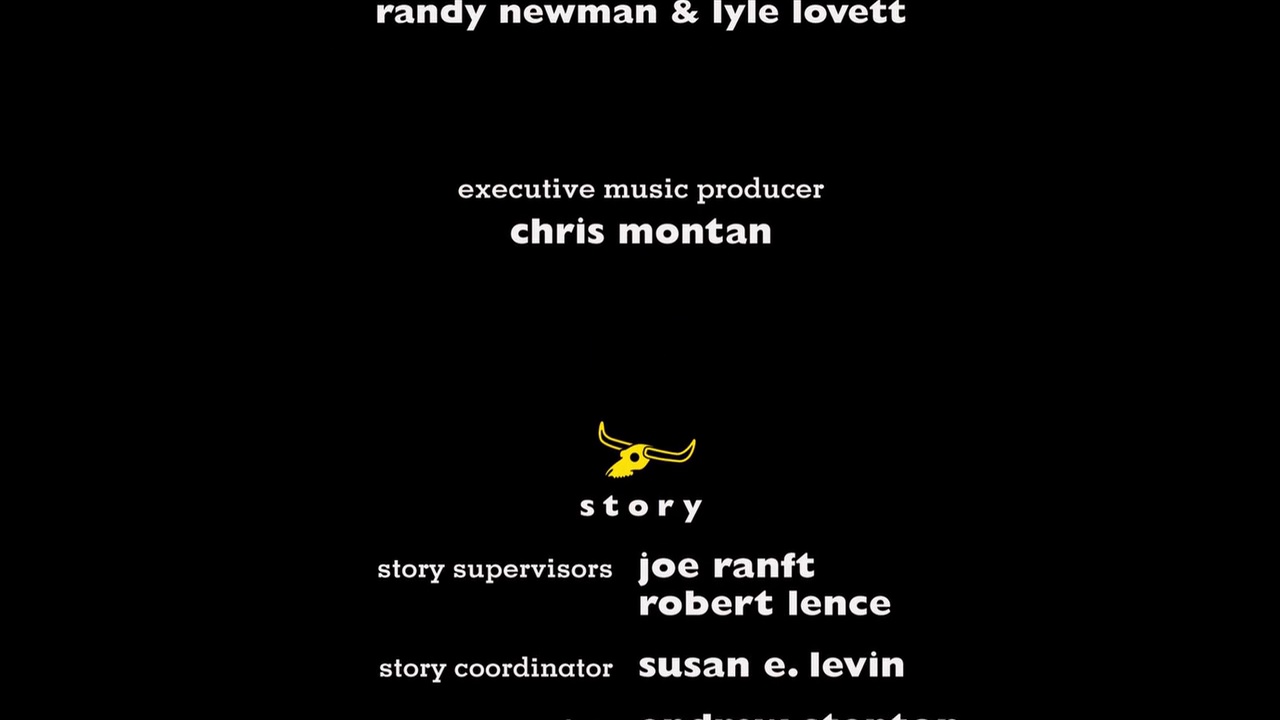 randy newman & lyle lovett
executive music producer
chris montan
story
story supervisors joe ranft
robert lence
story coordinator susan e. levin